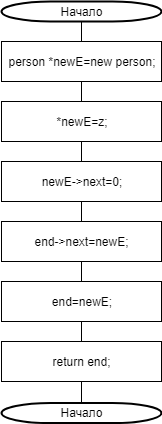 Начало
person *newE=new person;
*newE=z;
newE->next=0;
end->next=newE;
end=newE;
return end;
Начало